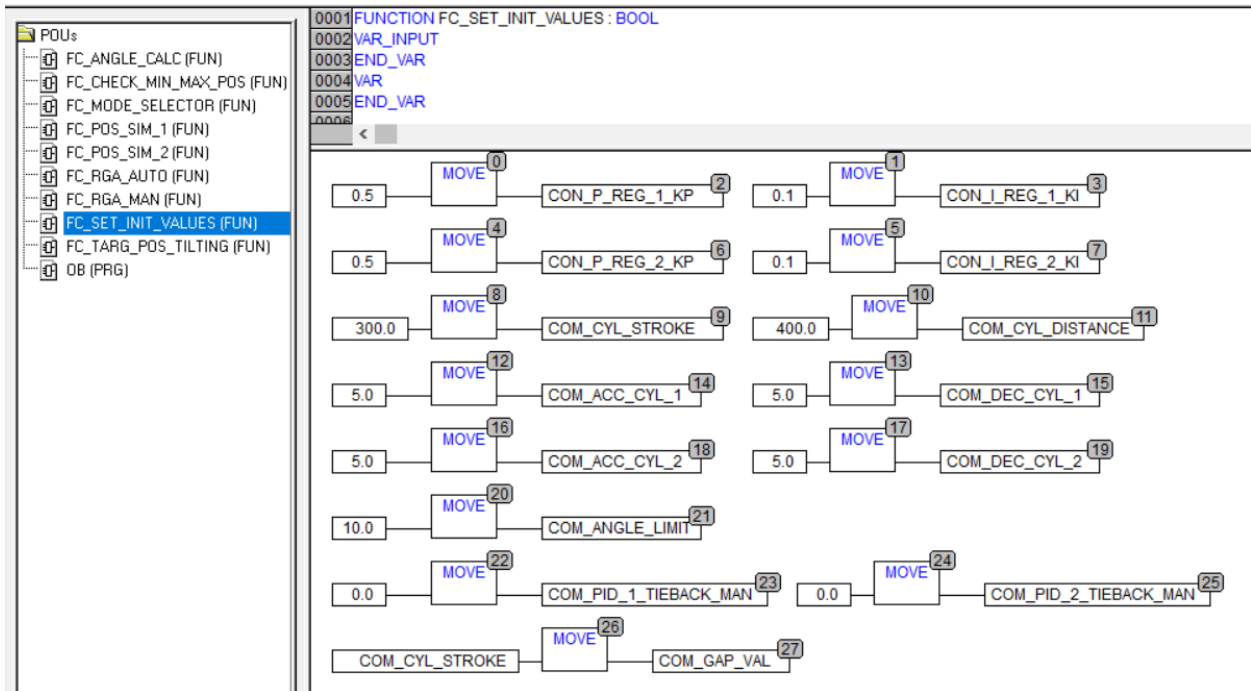 POUs
FC_ANGLE_CALC (FUN)
FC_CHECK_MIN_MAX_POS (FUN)
FC_MODE_SELECTOR (FUN)
FC_POS_SIM_1 (FUN)
FC_POS_SIM_2 (FUN)
FC_RGA_AUTO (FUN)
FC_RGA_MAN (FUN)
FC_SET_INIT_VALUES (FUN)
FC_TARG_POS_TILTING (FUN)
OB (PRG)
0001 FUNCTION FC_SET_INIT_VALUES : BOOL
0002 VAR_INPUT
0003 END_VAR
0004 VAR
0005 END_VAR
0006
<
0.5 MOVE 0 CON_P_REG_1_KP 2 0.1 MOVE 1 CON_I_REG_1_KI 3
0.5 MOVE 4 CON_P_REG_2_KP 6 0.1 MOVE 5 CON_I_REG_2_KI 7
300.0 MOVE 8 COM_CYL_STROKE 9 400.0 MOVE 10 COM_CYL_DISTANCE 11
5.0 MOVE 12 COM_ACC_CYL_1 14 5.0 MOVE 13 COM_DEC_CYL_1 15
5.0 MOVE 16 COM_ACC_CYL_2 18 5.0 MOVE 17 COM_DEC_CYL_2 19
10.0 MOVE 20 COM_ANGLE_LIMIT 21
0.0 MOVE 22 COM_PID_1_TIEBACK_MAN 23 0.0 MOVE 24 COM_PID_2_TIEBACK_MAN 25
COM_CYL_STROKE MOVE 26 COM_GAP_VAL 27